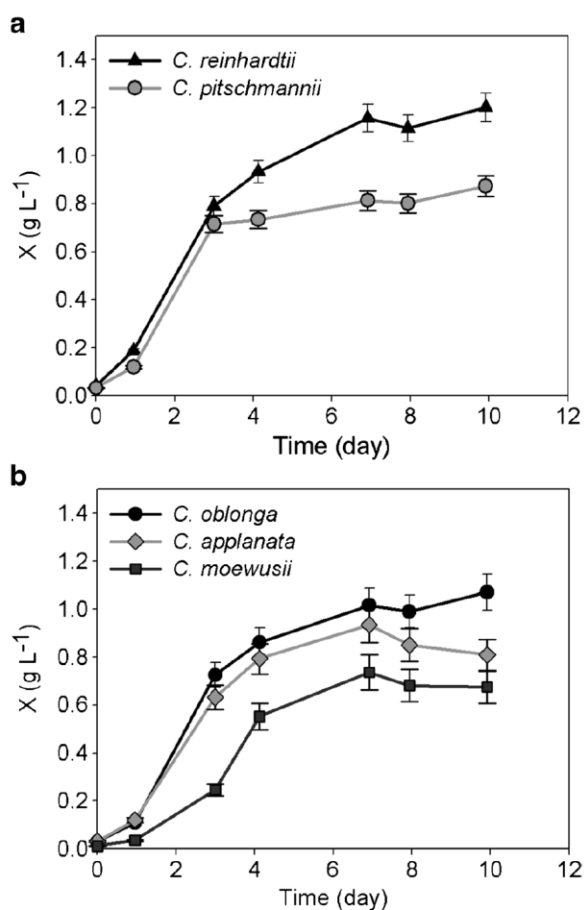 a
C. reinhardtii
C. pitschmannii
X (g L⁻¹)
1.4
1.2
1.0
0.8
0.6
0.4
0.2
0.0
0 2 4 6 8 10 12
Time (day)
b
C. oblonga
C. applanata
C. moewusii
X (g L⁻¹)
1.4
1.2
1.0
0.8
0.6
0.4
0.2
0.0
0 2 4 6 8 10 12
Time (day)